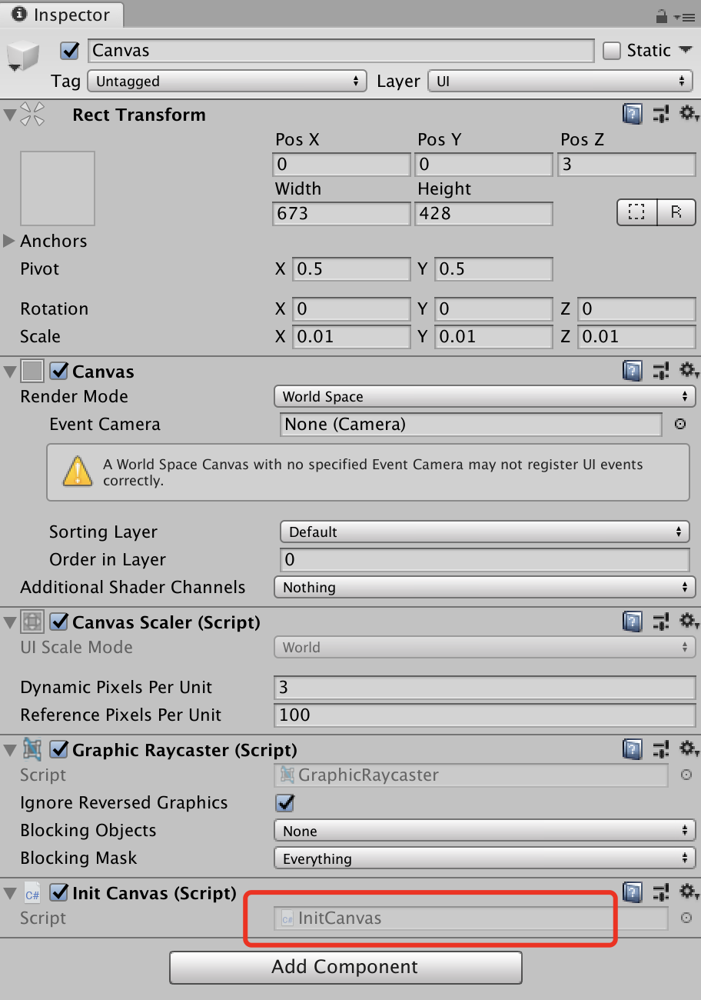 Inspector
Canvas
Static
Tag Untagged Layer UI
Rect Transform
Pos X Pos Y Pos Z
0 0 3
Width Height
673 428
R
Anchors
Pivot X 0.5 Y 0.5
Rotation X 0 Y 0 Z 0
Scale X 0.01 Y 0.01 Z 0.01
Canvas
Render Mode World Space
Event Camera None (Camera)
A World Space Canvas with no specified Event Camera may not register UI events
correctly.
Sorting Layer Default
Order in Layer 0
Additional Shader Channels Nothing
Canvas Scaler (Script)
UI Scale Mode World
Dynamic Pixels Per Unit 3
Reference Pixels Per Unit 100
Graphic Raycaster (Script)
Script GraphicRaycaster
Ignore Reversed Graphics
Blocking Objects None
Blocking Mask Everything
C# Init Canvas (Script)
Script C# InitCanvas
Add Component